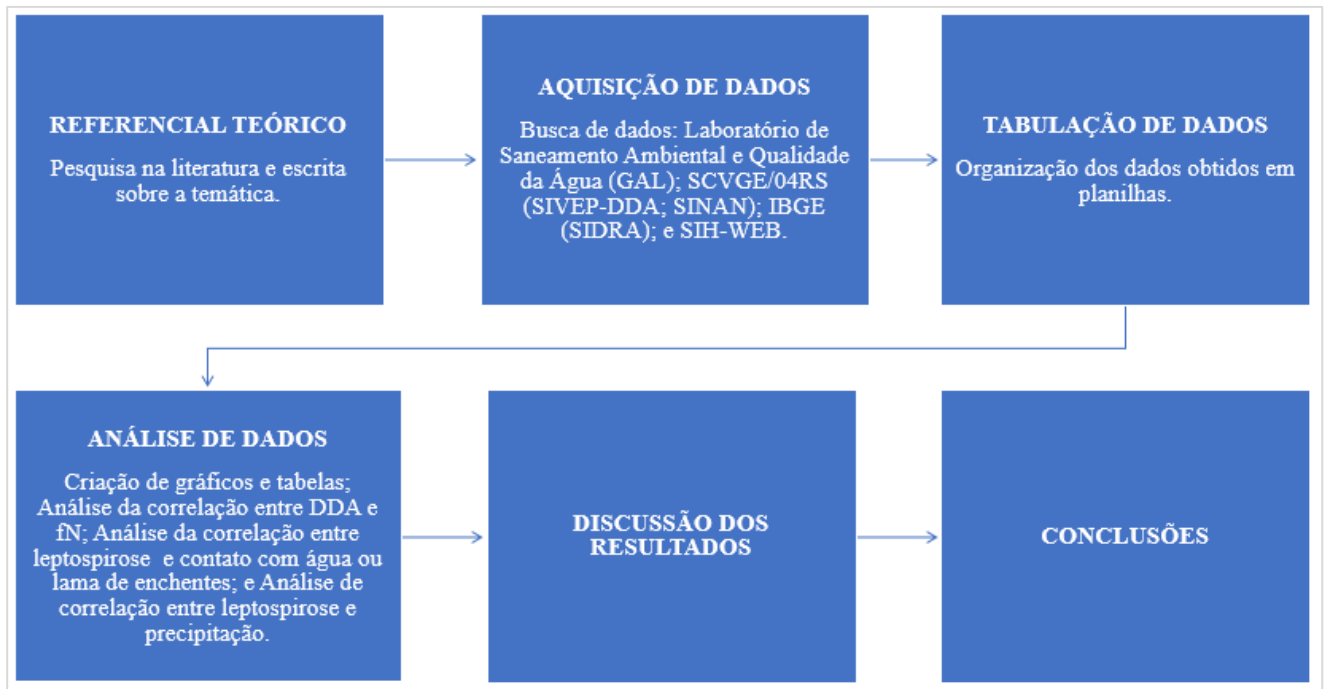 REFERENCIAL TEÓRICO
Pesquisa na literatura e escrita
sobre a temática.
AQUISIÇÃO DE DADOS
Busca de dados: Laboratório de
Saneamento Ambiental e Qualidade
da Água (GAL); SCVGE/04RS
(SIVEP-DDA; SINAN); IBGE
(SIDRA); e SIH-WEB.
TABULAÇÃO DE DADOS
Organização dos dados obtidos em
planilhas.
ANÁLISE DE DADOS
Criação de gráficos e tabelas;
Análise da correlação entre DDA e
fN; Análise da correlação entre
leptospirose e contato com água ou
lama de enchentes; e Análise de
correlação entre leptospirose e
precipitação.
DISCUSSÃO DOS
RESULTADOS
CONCLUSÕES